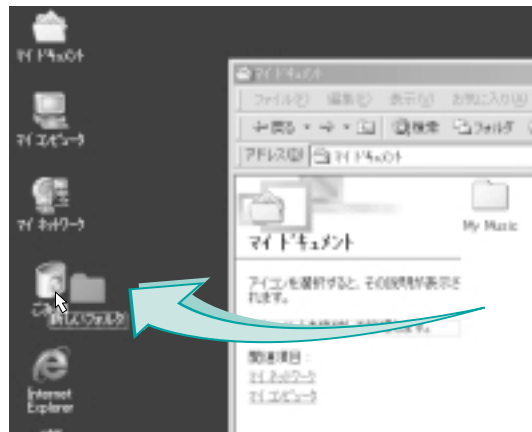 マイ ドキュメント
マイ コンピュータ
マイ ネットワーク
新しいフォルダ
Internet
Explorer
マイ ドキュメント
ファイル(F) 編集(E) 表示(V) お気に入り(A)
戻る 検索 フォルダ
アドレス(D) マイ ドキュメント
マイ ドキュメント
My Music
アイコンを選択すると、その説明が表示さ
れます。
関連項目 :
マイ ネットワーク
マイ コンピュータ